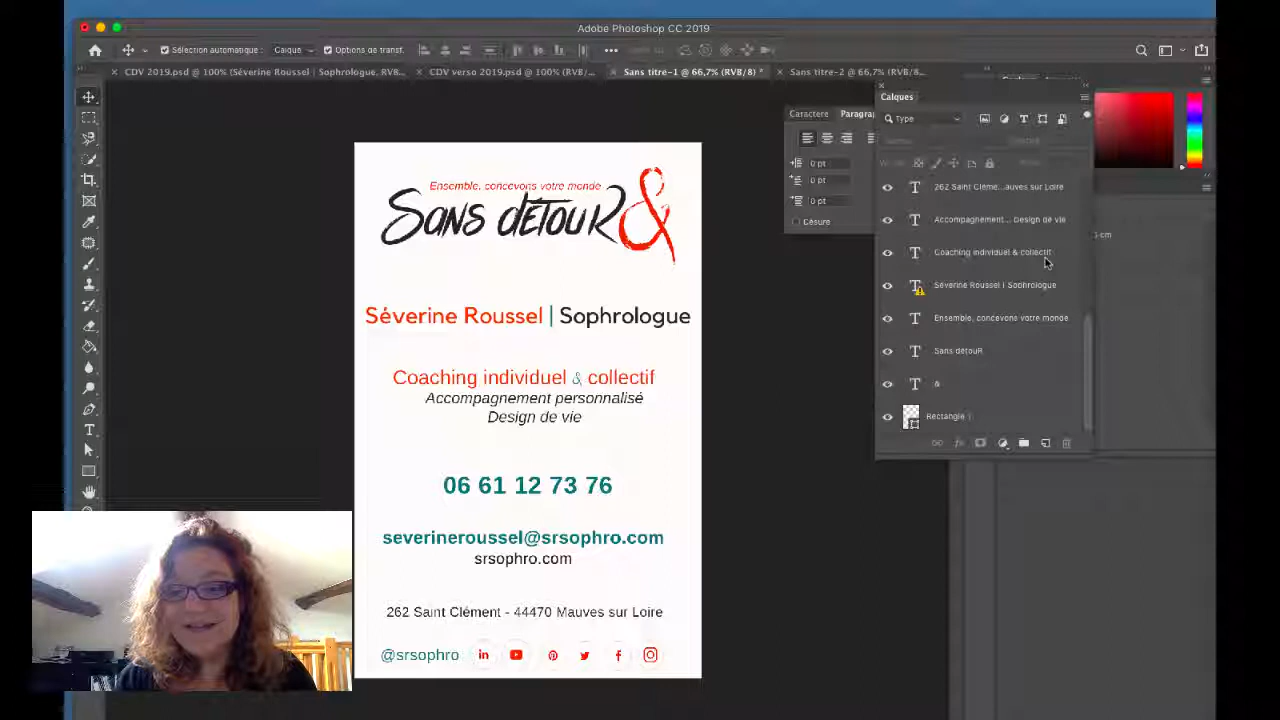 Adobe Photoshop CC 2019
Sélection automatique : Calque Options de transf.
CDV 2019.psd @ 100% (Séverine Roussel | Sophrologue, RVB...
CDV verso 2019.psd @ 100% (RVB/...
Sans titre-1 @ 66,7% (RVB/8) *
Sans titre-2 @ 66,7% (RVB/8...
Calques
Caractère Paragra
Type
0 pt
0 pt
0 pt
Césure
5 cm
262 Saint Cléme...auves sur Loire
Accompagnement... Design de vie
Coaching individuel & collectif
Séverine Roussel | Sophrologue
Ensemble, concevons votre monde
Sans détouR
&
Rectangle 1
Ensemble, concevons votre monde
Sans détouR &
Séverine Roussel | Sophrologue
Coaching individuel & collectif
Accompagnement personnalisé
Design de vie
06 61 12 73 76
severineroussel@srsophro.com
srsophro.com
262 Saint Clément - 44470 Mauves sur Loire
@srsophro